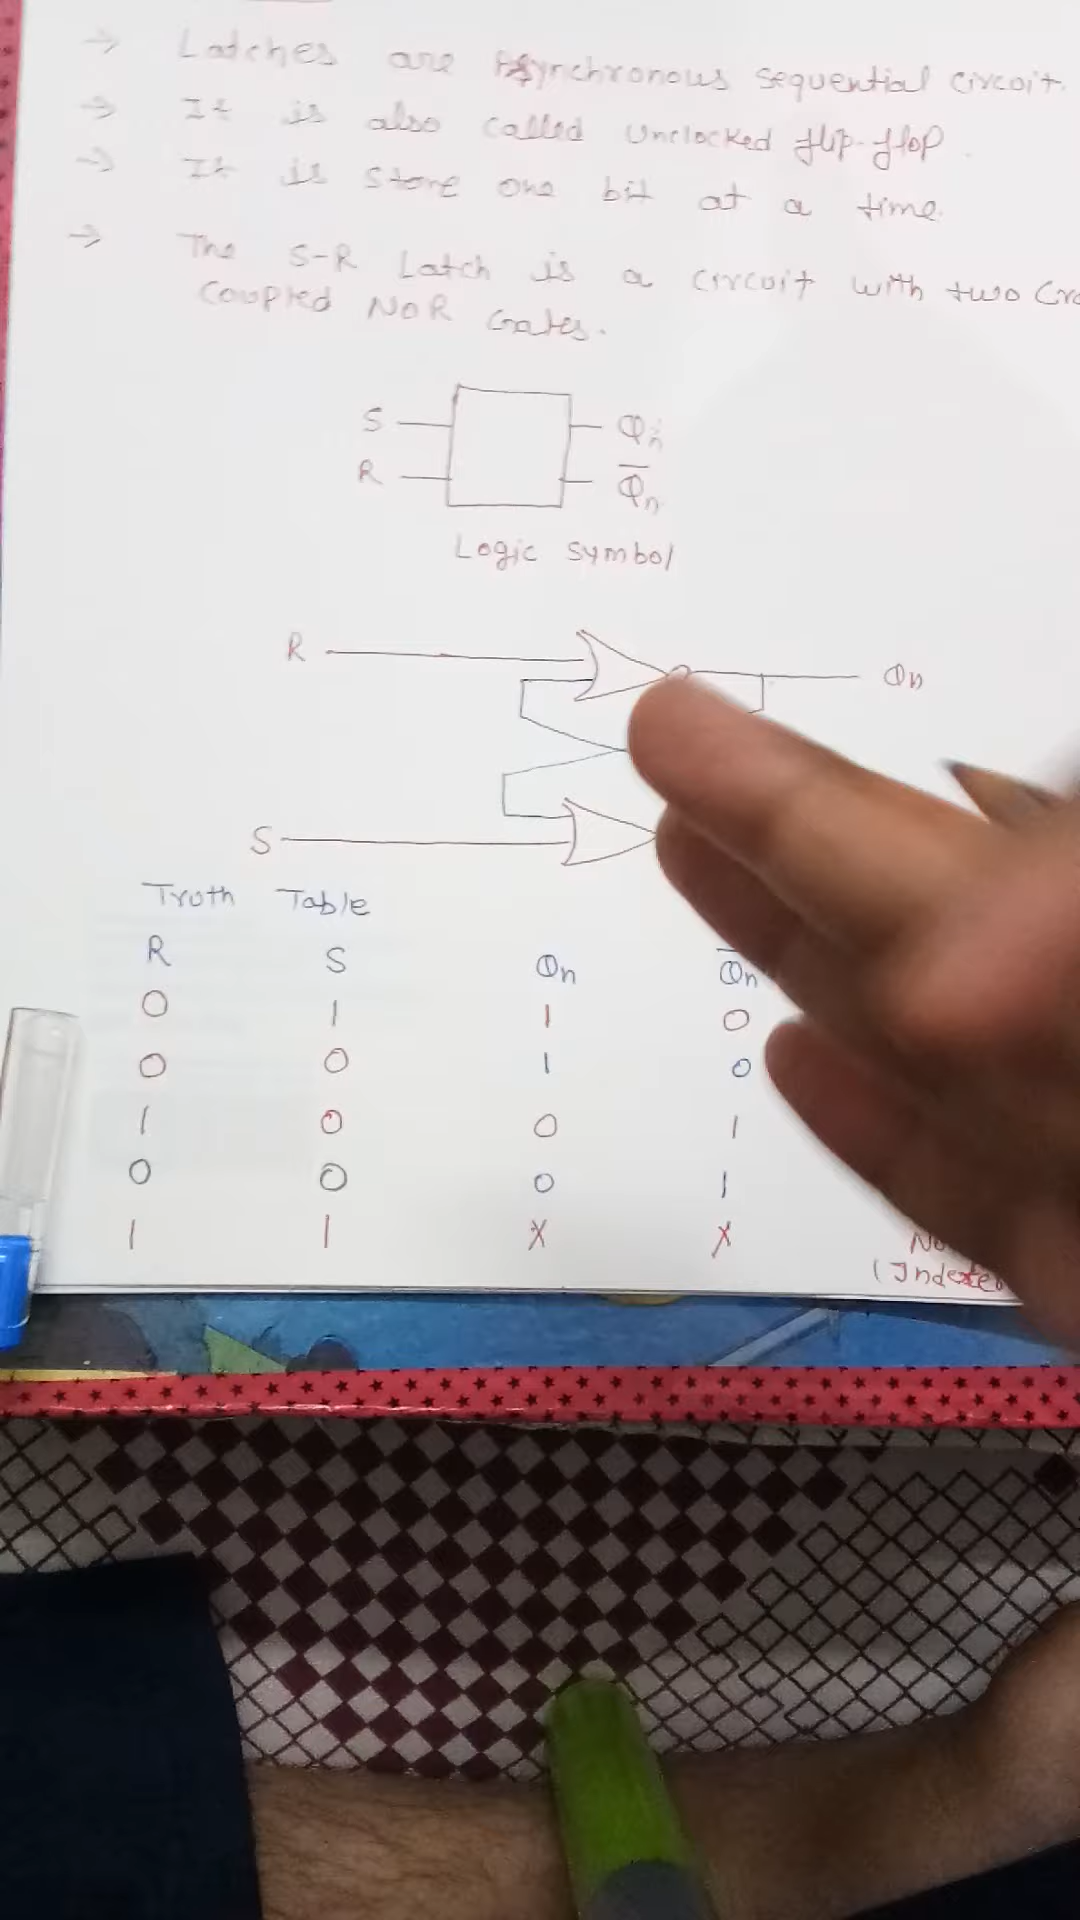 → Latches are Asynchronous sequential circuit.
→ It is also called Unclocked flip-flop.
→ It is store one bit at a time.
→ The S-R Latch is a circuit with two
Coupled NOR Gates.
S Qn
R Q̅n
Logic symbol
R Qn
S
Truth Table
R S Qn Q̅n
0 1 1 0
0 0 1 0
1 0 0 1
0 0 0 1
1 1 X X